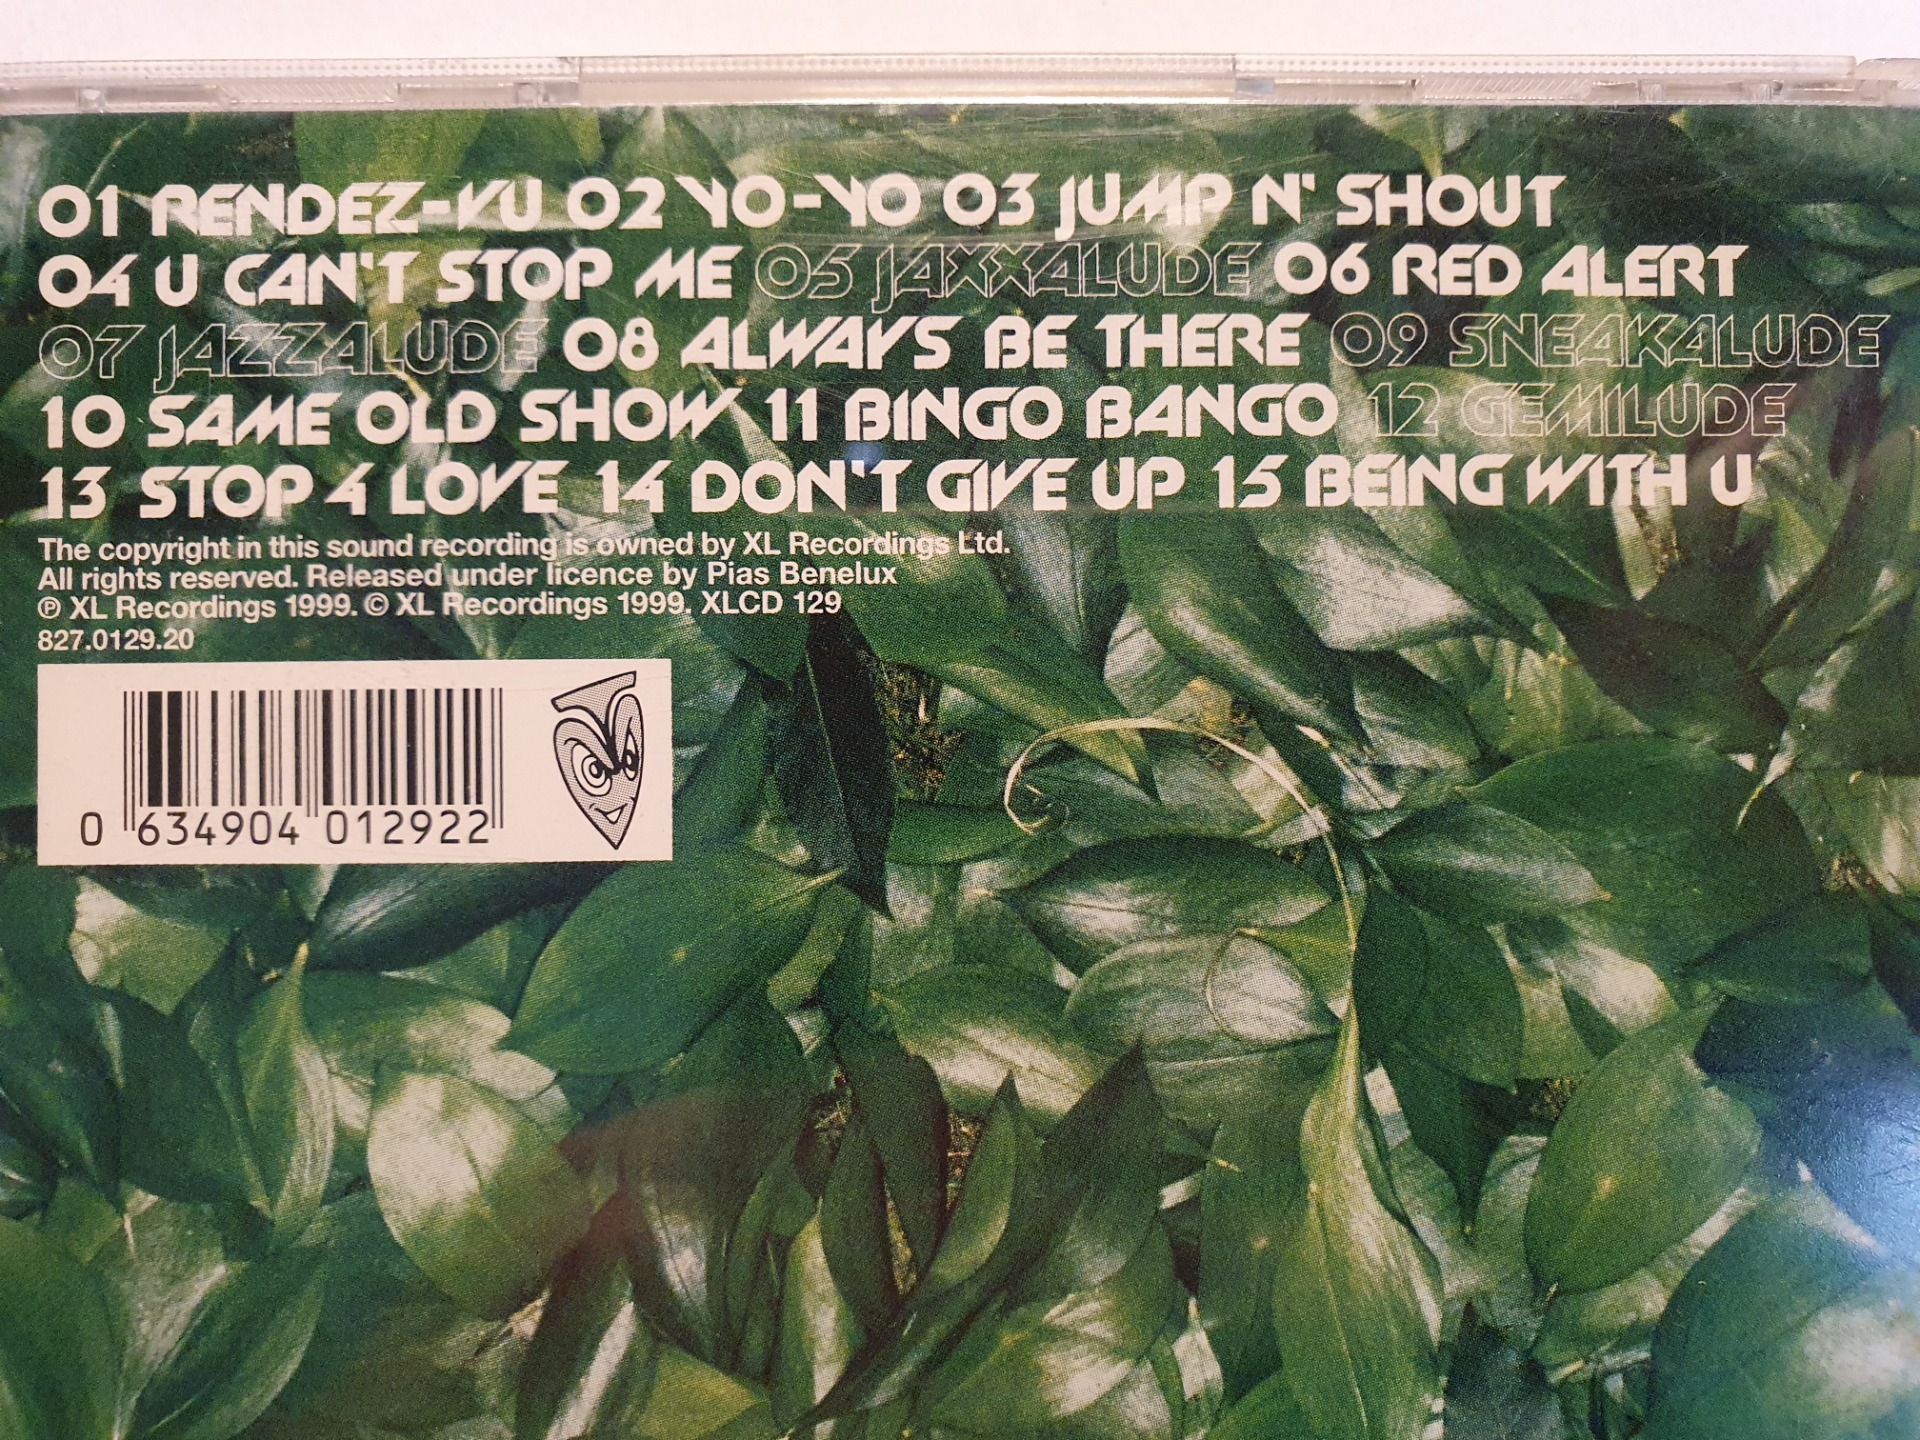 01 RENDEZ-VU 02 YO-YO 03 JUMP N' SHOUT
04 U CAN'T STOP ME 05 JAXXALUDE 06 RED ALERT
07 JAZZALUDE 08 ALWAYS BE THERE 09 SNEAKALUDE
10 SAME OLD SHOW 11 BINGO BANGO 12 GEMILUDE
13 STOP 4 LOVE 14 DON'T GIVE UP 15 BEING WITH U
The copyright in this sound recording is owned by XL Recordings Ltd.
All rights reserved. Released under licence by Pias Benelux
℗ XL Recordings 1999. © XL Recordings 1999. XLCD 129
827.0129.20
0 634904 012922